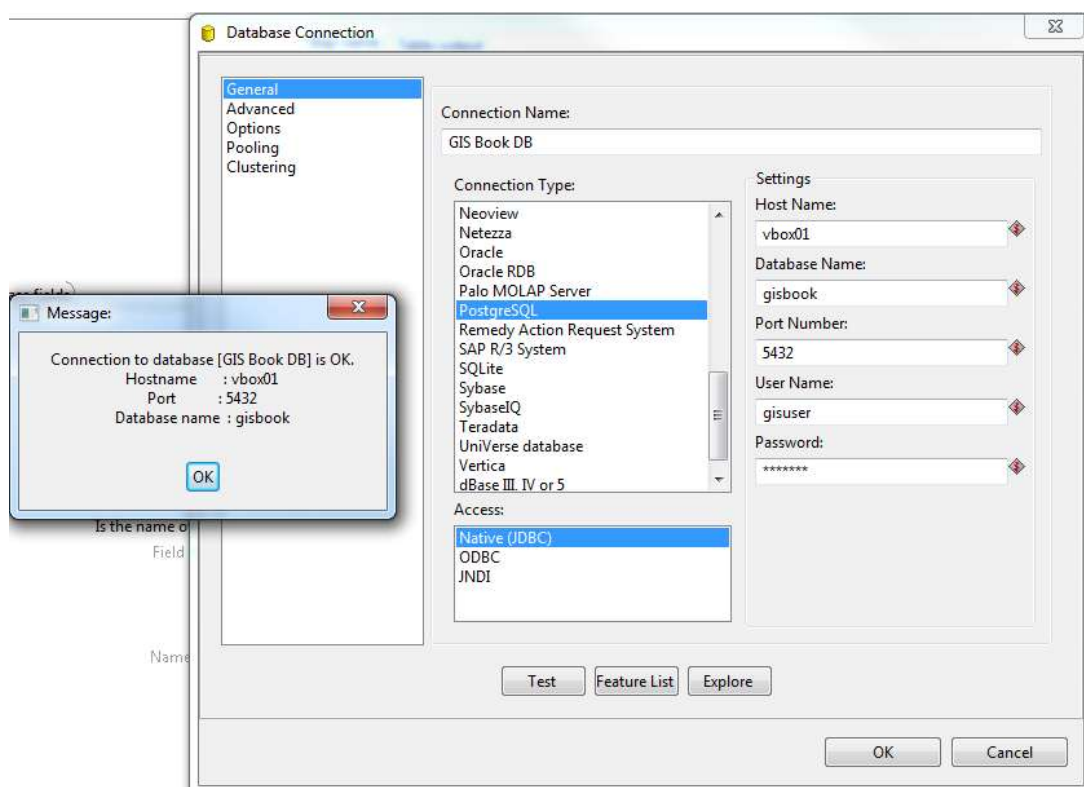 Database Connection
General
Advanced
Options
Pooling
Clustering
Connection Name:
GIS Book DB
Connection Type:
Neoview
Netezza
Oracle
Oracle RDB
Palo MOLAP Server
PostgreSQL
Remedy Action Request System
SAP R/3 System
SQLite
Sybase
SybaseIQ
Teradata
UniVerse database
Vertica
dBase III, IV or 5
Access:
Native (JDBC)
ODBC
JNDI
Settings
Host Name:
vbox01
Database Name:
gisbook
Port Number:
5432
User Name:
gisuser
Password:
*******
Test
Feature List
Explore
OK
Cancel
Message:
Connection to database [GIS Book DB] is OK.
Hostname : vbox01
Port : 5432
Database name : gisbook
OK
Is the name o
Field
Name